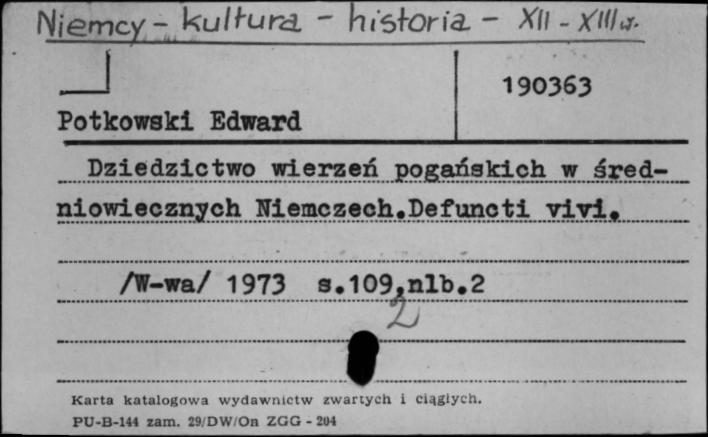 Niemcy - kultura - historia - XII - XIII w.
190363
Potkowski Edward
Dziedzictwo wierzeń pogańskich w śred-
niowiecznych Niemczech.Defuncti vivi.
/W-wa/ 1973 s.109,nlb.2
2
Karta katalogowa wydawnictw zwartych i ciągłych.
PU-B-144 zam. 29/DW/On ZGG - 204